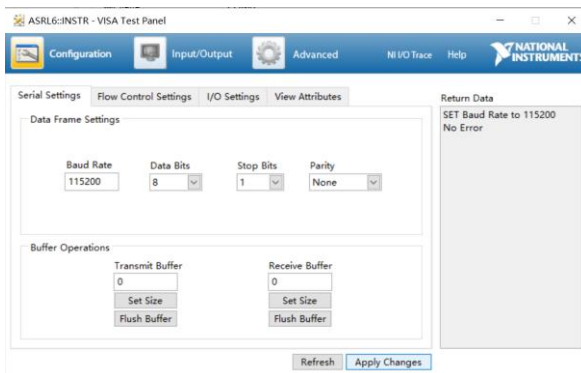 ASRL6::INSTR - VISA Test Panel
Configuration
Input/Output
Advanced
NI I/O Trace
Help
NATIONAL
INSTRUMENTS
Serial Settings
Flow Control Settings
I/O Settings
View Attributes
Return Data
SET Baud Rate to 115200
No Error
Data Frame Settings
Baud Rate
Data Bits
Stop Bits
Parity
115200
8
1
None
Buffer Operations
Transmit Buffer
Receive Buffer
0
0
Set Size
Set Size
Flush Buffer
Flush Buffer
Refresh
Apply Changes